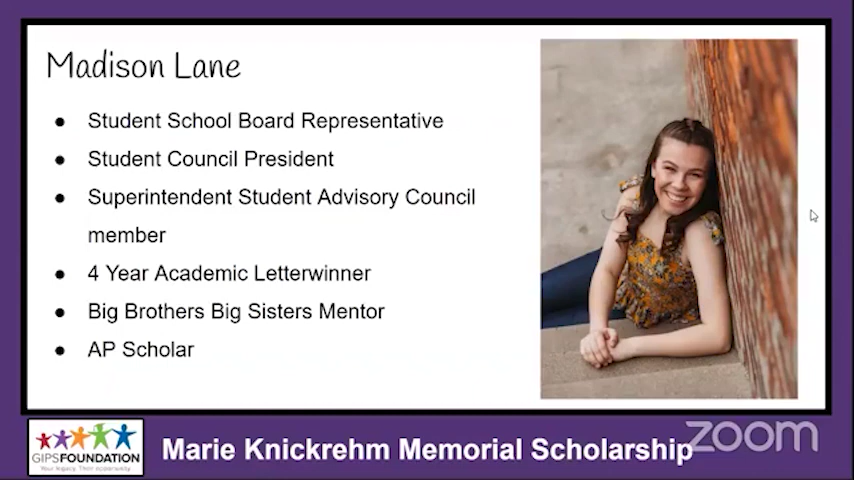 Madison Lane
● Student School Board Representative
● Student Council President
● Superintendent Student Advisory Council
member
● 4 Year Academic Letterwinner
● Big Brothers Big Sisters Mentor
● AP Scholar
GIPSFOUNDATION
Your legacy. Their opportunity.
Marie Knickrehm Memorial Scholarship
zoom